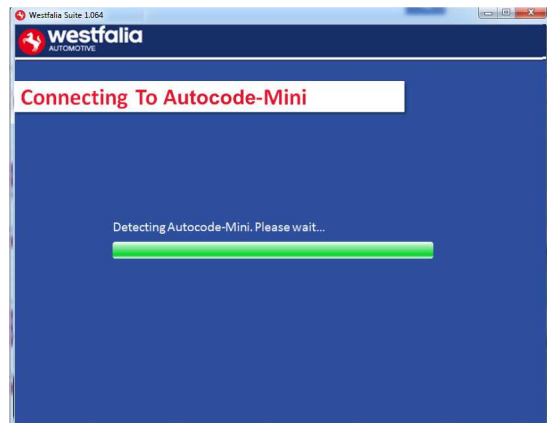 Westfalia Suite 1.064
westfalia
AUTOMOTIVE
Connecting To Autocode-Mini
Detecting Autocode-Mini. Please wait...